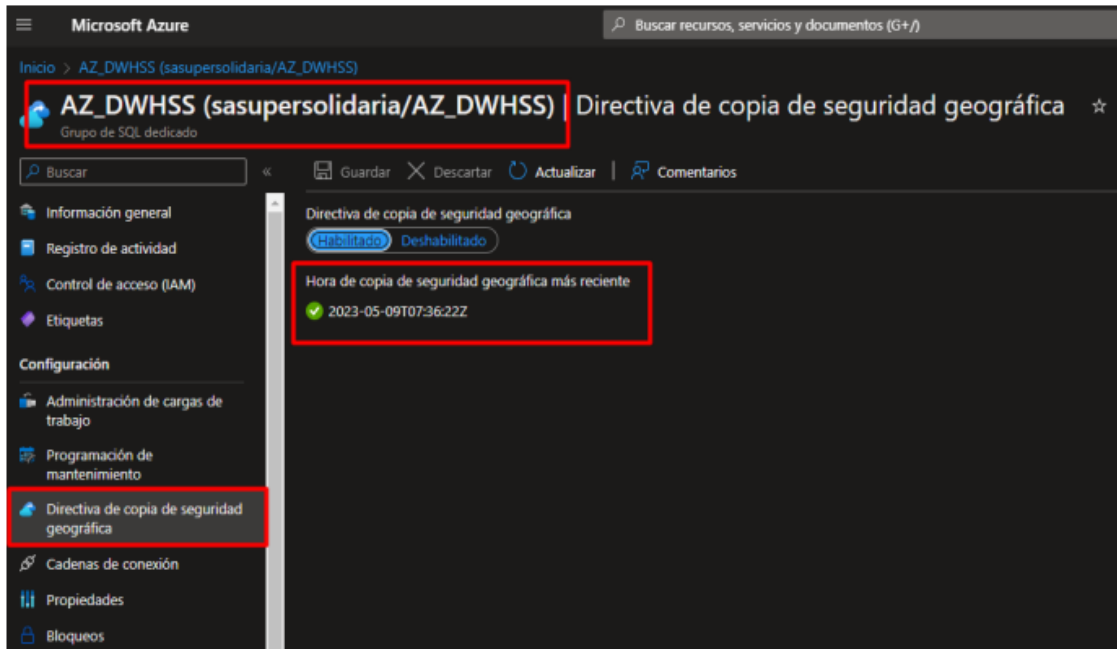 Microsoft Azure
Buscar recursos, servicios y documentos (G+/)
Inicio > AZ_DWHSS (sasupersolidaria/AZ_DWHSS)
AZ_DWHSS (sasupersolidaria/AZ_DWHSS) | Directiva de copia de seguridad geográfica
Grupo de SQL dedicado
Buscar
Guardar
Descartar
Actualizar
Comentarios
Información general
Registro de actividad
Control de acceso (IAM)
Etiquetas
Configuración
Administración de cargas de
trabajo
Programación de
mantenimiento
Directiva de copia de seguridad
geográfica
Cadenas de conexión
Propiedades
Bloqueos
Directiva de copia de seguridad geográfica
Habilitado Deshabilitado
Hora de copia de seguridad geográfica más reciente
2023-05-09T07:36:22Z